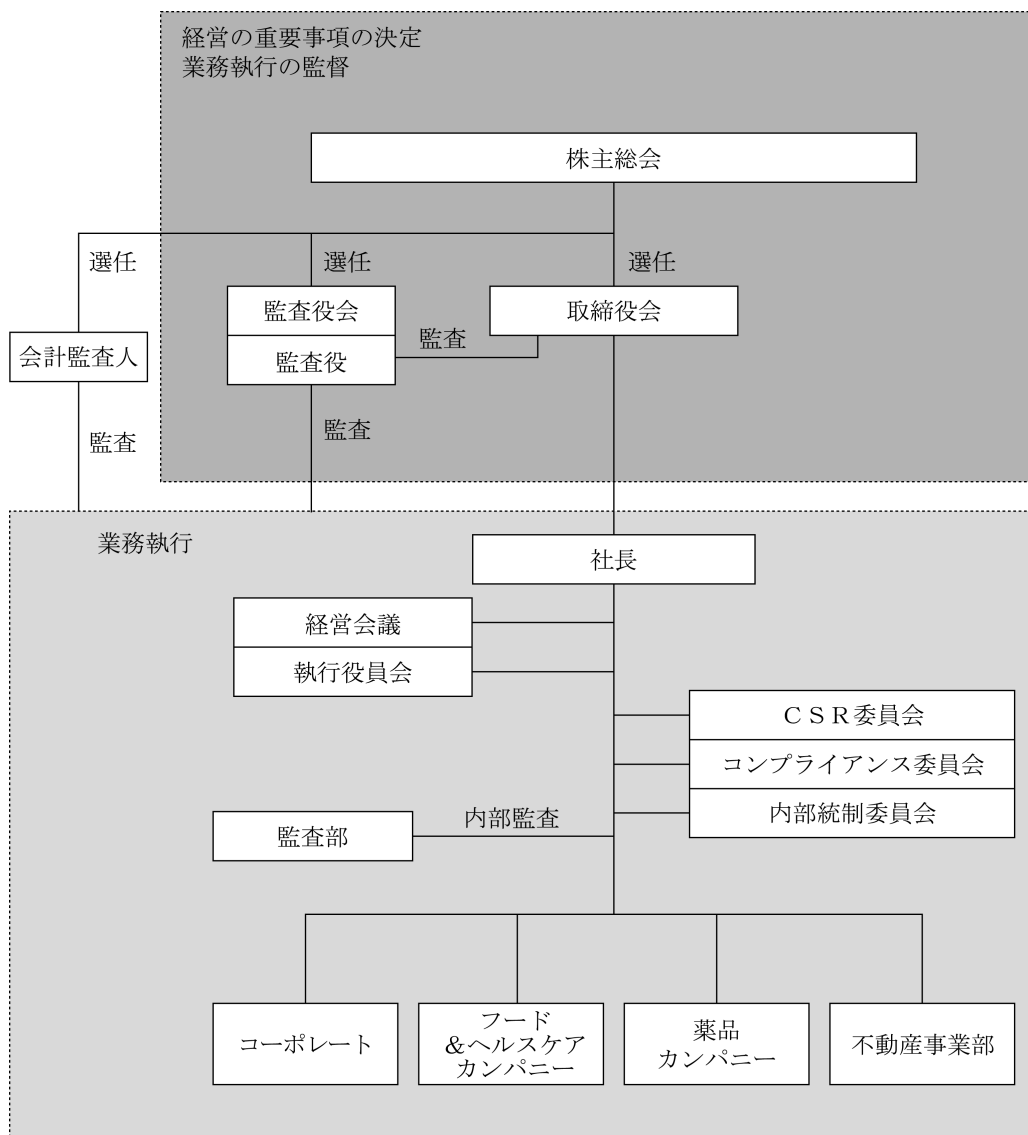 経営の重要事項の決定
業務執行の監督
株主総会
選任
選任
選任
監査役会
取締役会
監査
会計監査人
監査役
監査
監査
業務執行
社長
経営会議
執行役員会
ＣＳＲ委員会
コンプライアンス委員会
内部統制委員会
内部監査
監査部
コーポレート
フード
＆ヘルスケア
カンパニー
薬品
カンパニー
不動産事業部